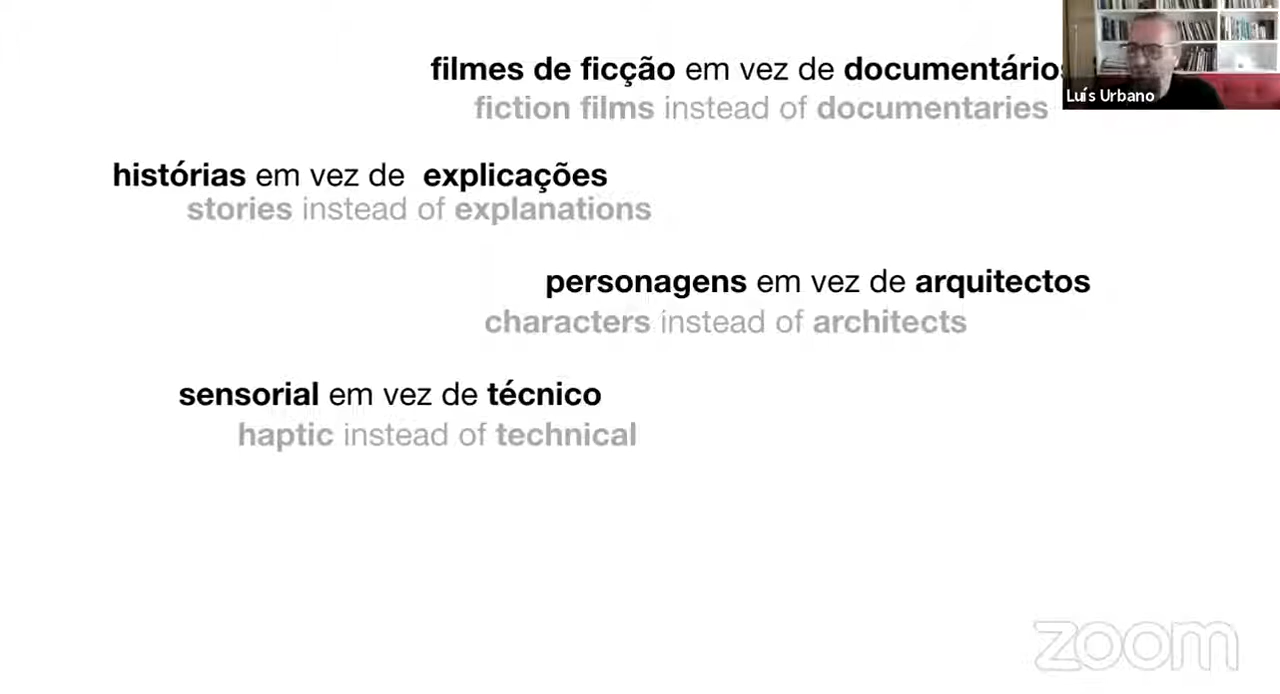 filmes de ficção em vez de documentários
fiction films instead of documentaries
Luís Urbano
histórias em vez de explicações
stories instead of explanations
personagens em vez de arquitectos
characters instead of architects
sensorial em vez de técnico
haptic instead of technical
zoom